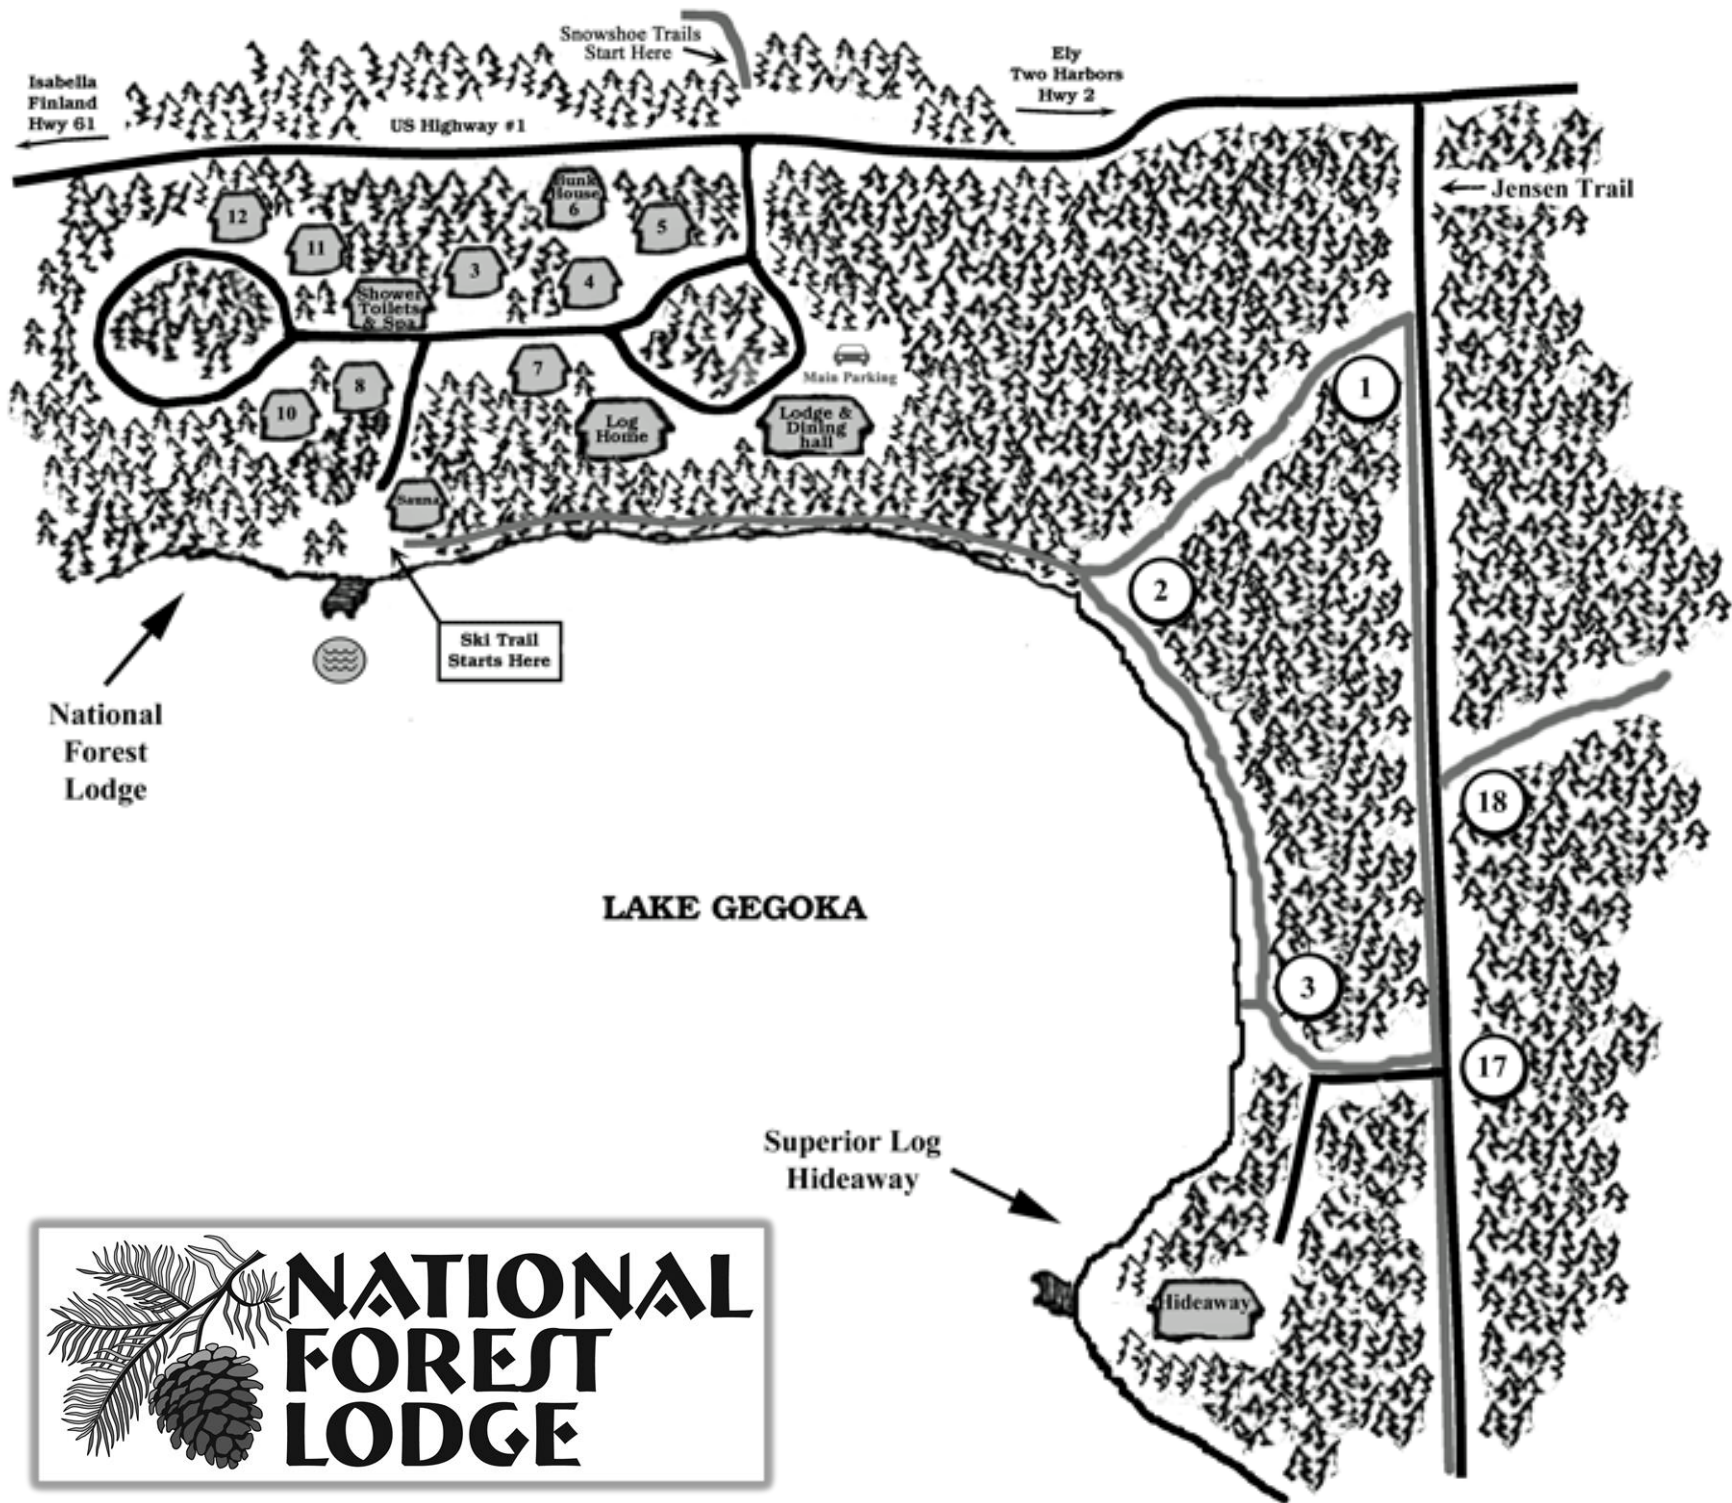 Snowshoe Trails
Start Here
Ely
Two Harbors
Hwy 2
Isabella
Finland
Hwy 61
US Highway #1
Jensen Trail
12
11
Bunk
House
6
5
3
4
Shower
Toilets
& Spa
7
8
10
Main Parking
Log
Home
Lodge &
Dining
hall
Sauna
1
2
Ski Trail
Starts Here
National
Forest
Lodge
18
LAKE GEGOKA
3
17
Superior Log
Hideaway
Hideaway
NATIONAL
FOREST
LODGE